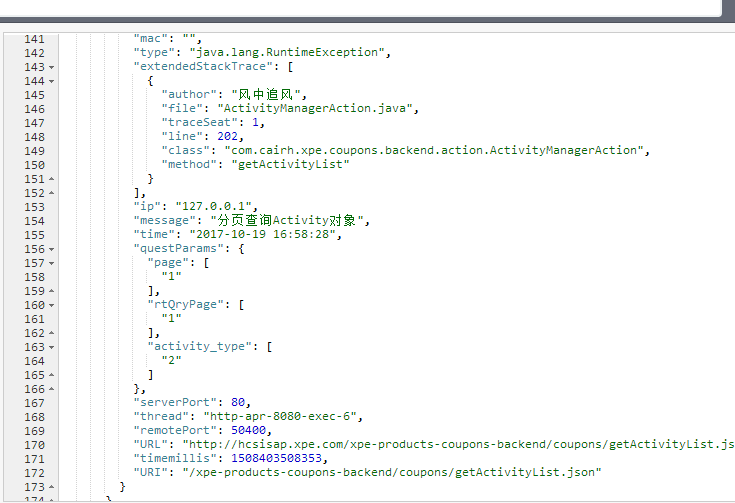 141 "mac": "",
142 "type": "java.lang.RuntimeException",
143 "extendedStackTrace": [
144 {
145 "author": "风中追风",
146 "file": "ActivityManagerAction.java",
147 "traceSeat": 1,
148 "line": 202,
149 "class": "com.cairh.xpe.coupons.backend.action.ActivityManagerAction",
150 "method": "getActivityList"
151 }
152 ],
153 "ip": "127.0.0.1",
154 "message": "分页查询Activity对象",
155 "time": "2017-10-19 16:58:28",
156 "questParams": {
157 "page": [
158 "1"
159 ],
160 "rtQryPage": [
161 "1"
162 ],
163 "activity_type": [
164 "2"
165 ]
166 },
167 "serverPort": 80,
168 "thread": "http-apr-8080-exec-6",
169 "remotePort": 50400,
170 "URL": "http://hcsisap.xpe.com/xpe-products-coupons-backend/coupons/getActivityList.js
171 "timemillis": 1508403508353,
172 "URI": "/xpe-products-coupons-backend/coupons/getActivityList.json"
173 }
174 }